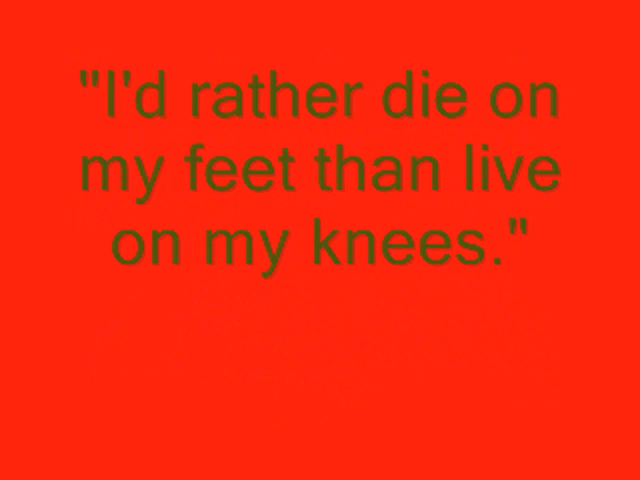 "I'd rather die on
my feet than live
on my knees."